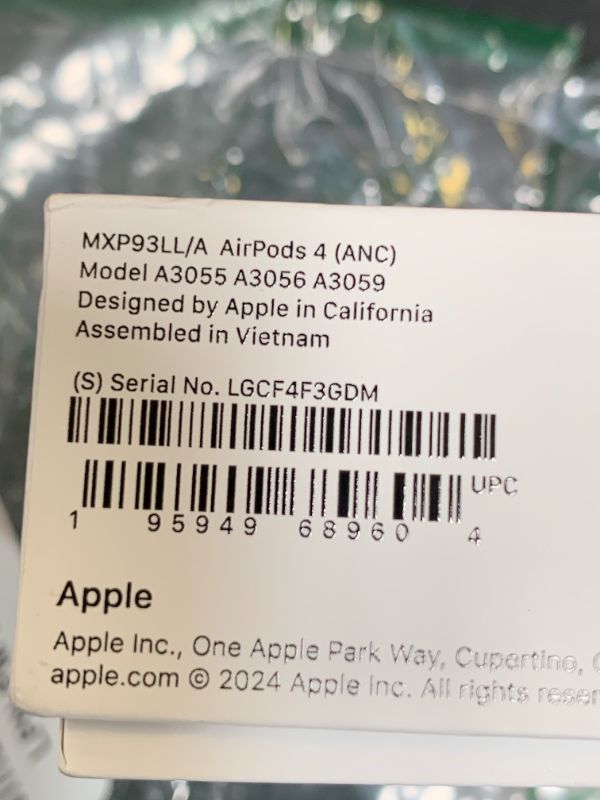 MXP93LL/A AirPods 4 (ANC)
Model A3055 A3056 A3059
Designed by Apple in California
Assembled in Vietnam
(S) Serial No. LGCF4F3GDM
UPC
1 95949 68960 4
Apple
Apple Inc., One Apple Park Way, Cupertino,
apple.com © 2024 Apple Inc. All rights